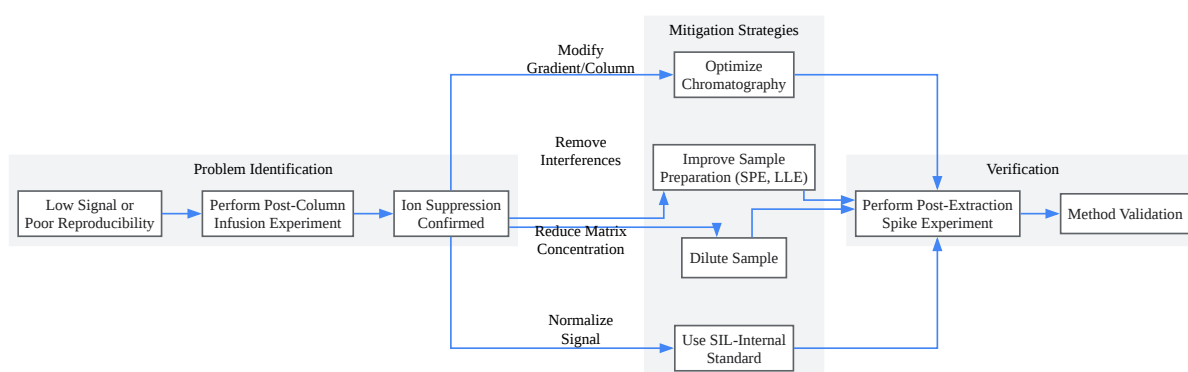 Mitigation Strategies
Modify
Gradient/Column
Optimize
Chromatography
Remove
Interferences
Improve Sample
Preparation (SPE, LLE)
Problem Identification
Verification
Low Signal or
Poor Reproducibility
Perform Post-Column
Infusion Experiment
Ion Suppression
Confirmed
Perform Post-Extraction
Spike Experiment
Method Validation
Reduce Matrix
Concentration
Dilute Sample
Normalize
Signal
Use SIL-Internal
Standard